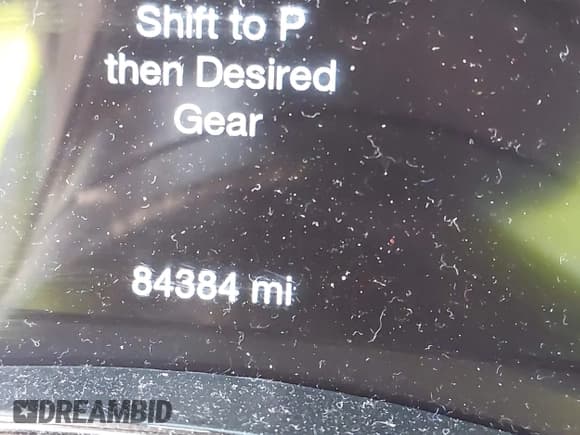 Shift to P
then Desired
Gear
84384 mi
DREAMBID